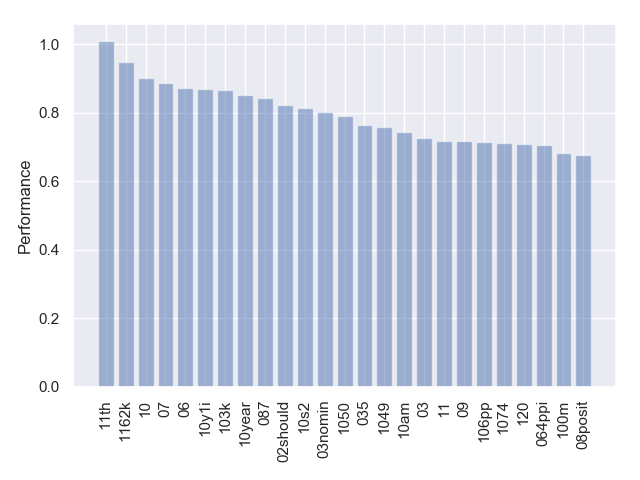 Performance
1.0
0.8
0.6
0.4
0.2
0.0
11th
1162k
10
07
06
10y1i
103k
10year
087
02should
10s2
03nomin
1050
035
1049
10am
03
11
09
106pp
1074
120
064ppi
100m
08posit